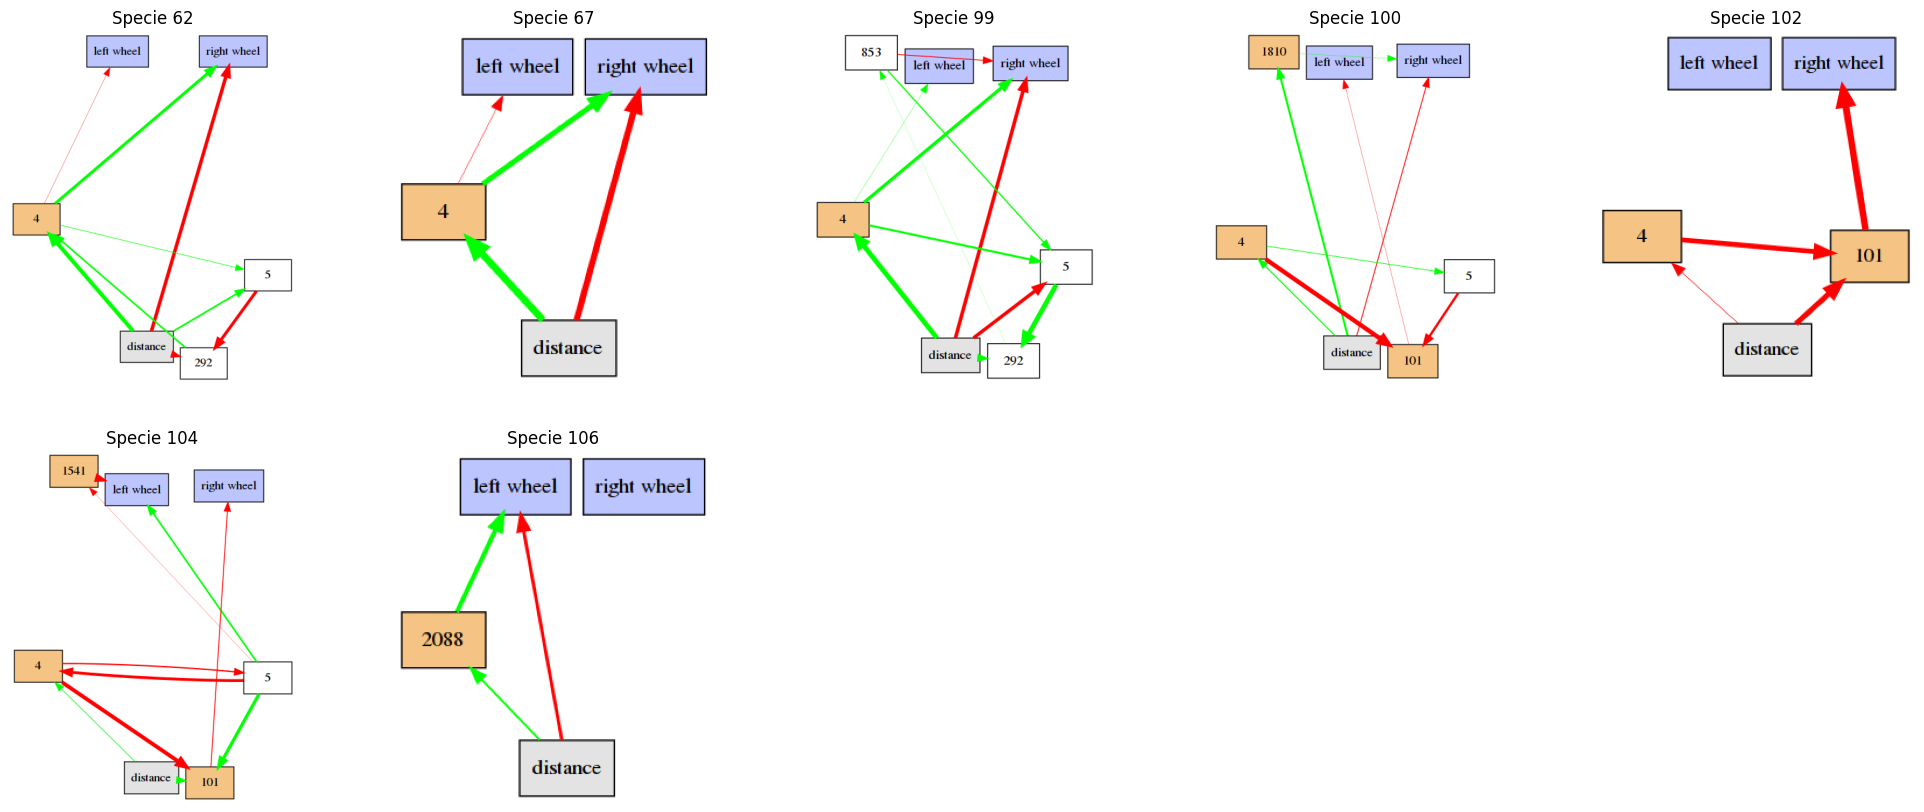 Specie 62
left wheel
right wheel
4
5
distance
292
Specie 67
left wheel
right wheel
4
distance
Specie 99
853
left wheel
right wheel
4
5
distance
292
Specie 100
1810
left wheel
right wheel
4
5
distance
101
Specie 102
left wheel
right wheel
4
101
distance
Specie 104
1541
left wheel
right wheel
4
5
distance
101
Specie 106
left wheel
right wheel
2088
distance